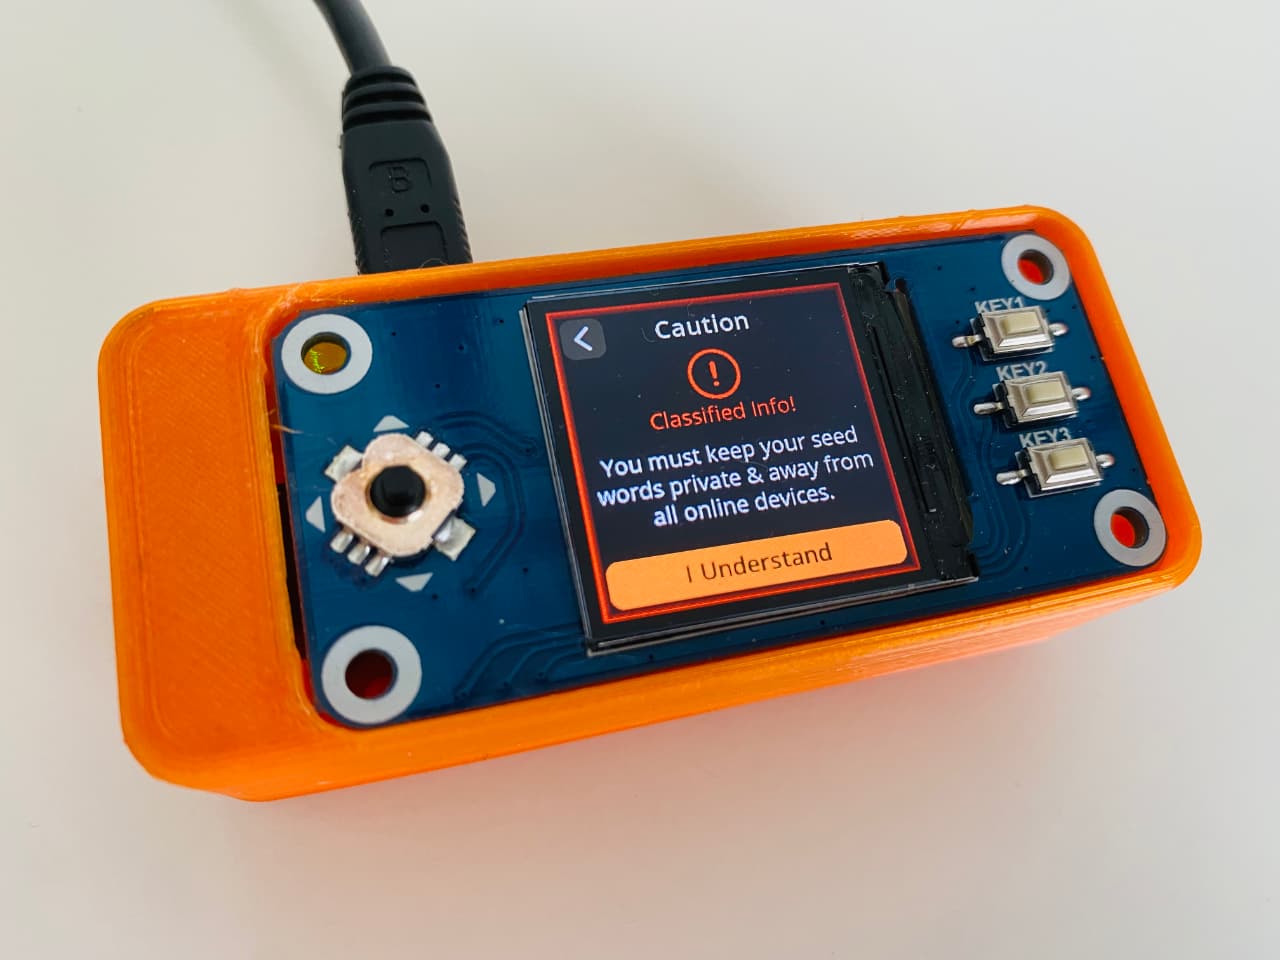 B
Caution
!
Classified Info!
You must keep your seed
words private & away from
all online devices.
I Understand
KEY1
KEY2
KEY3